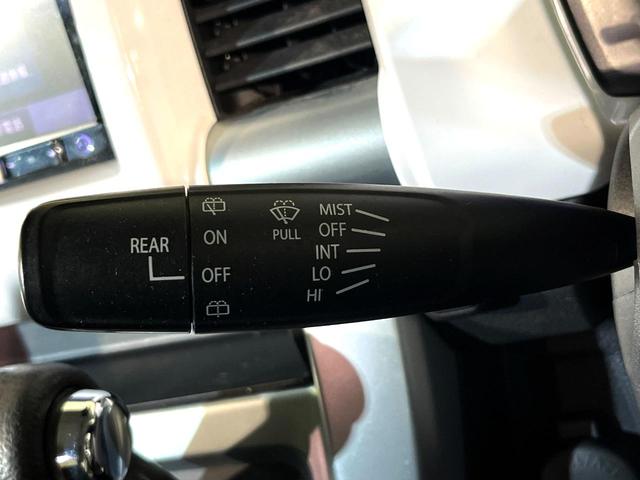 REAR
ON
OFF
PULL
MIST
OFF
INT
LO
HI